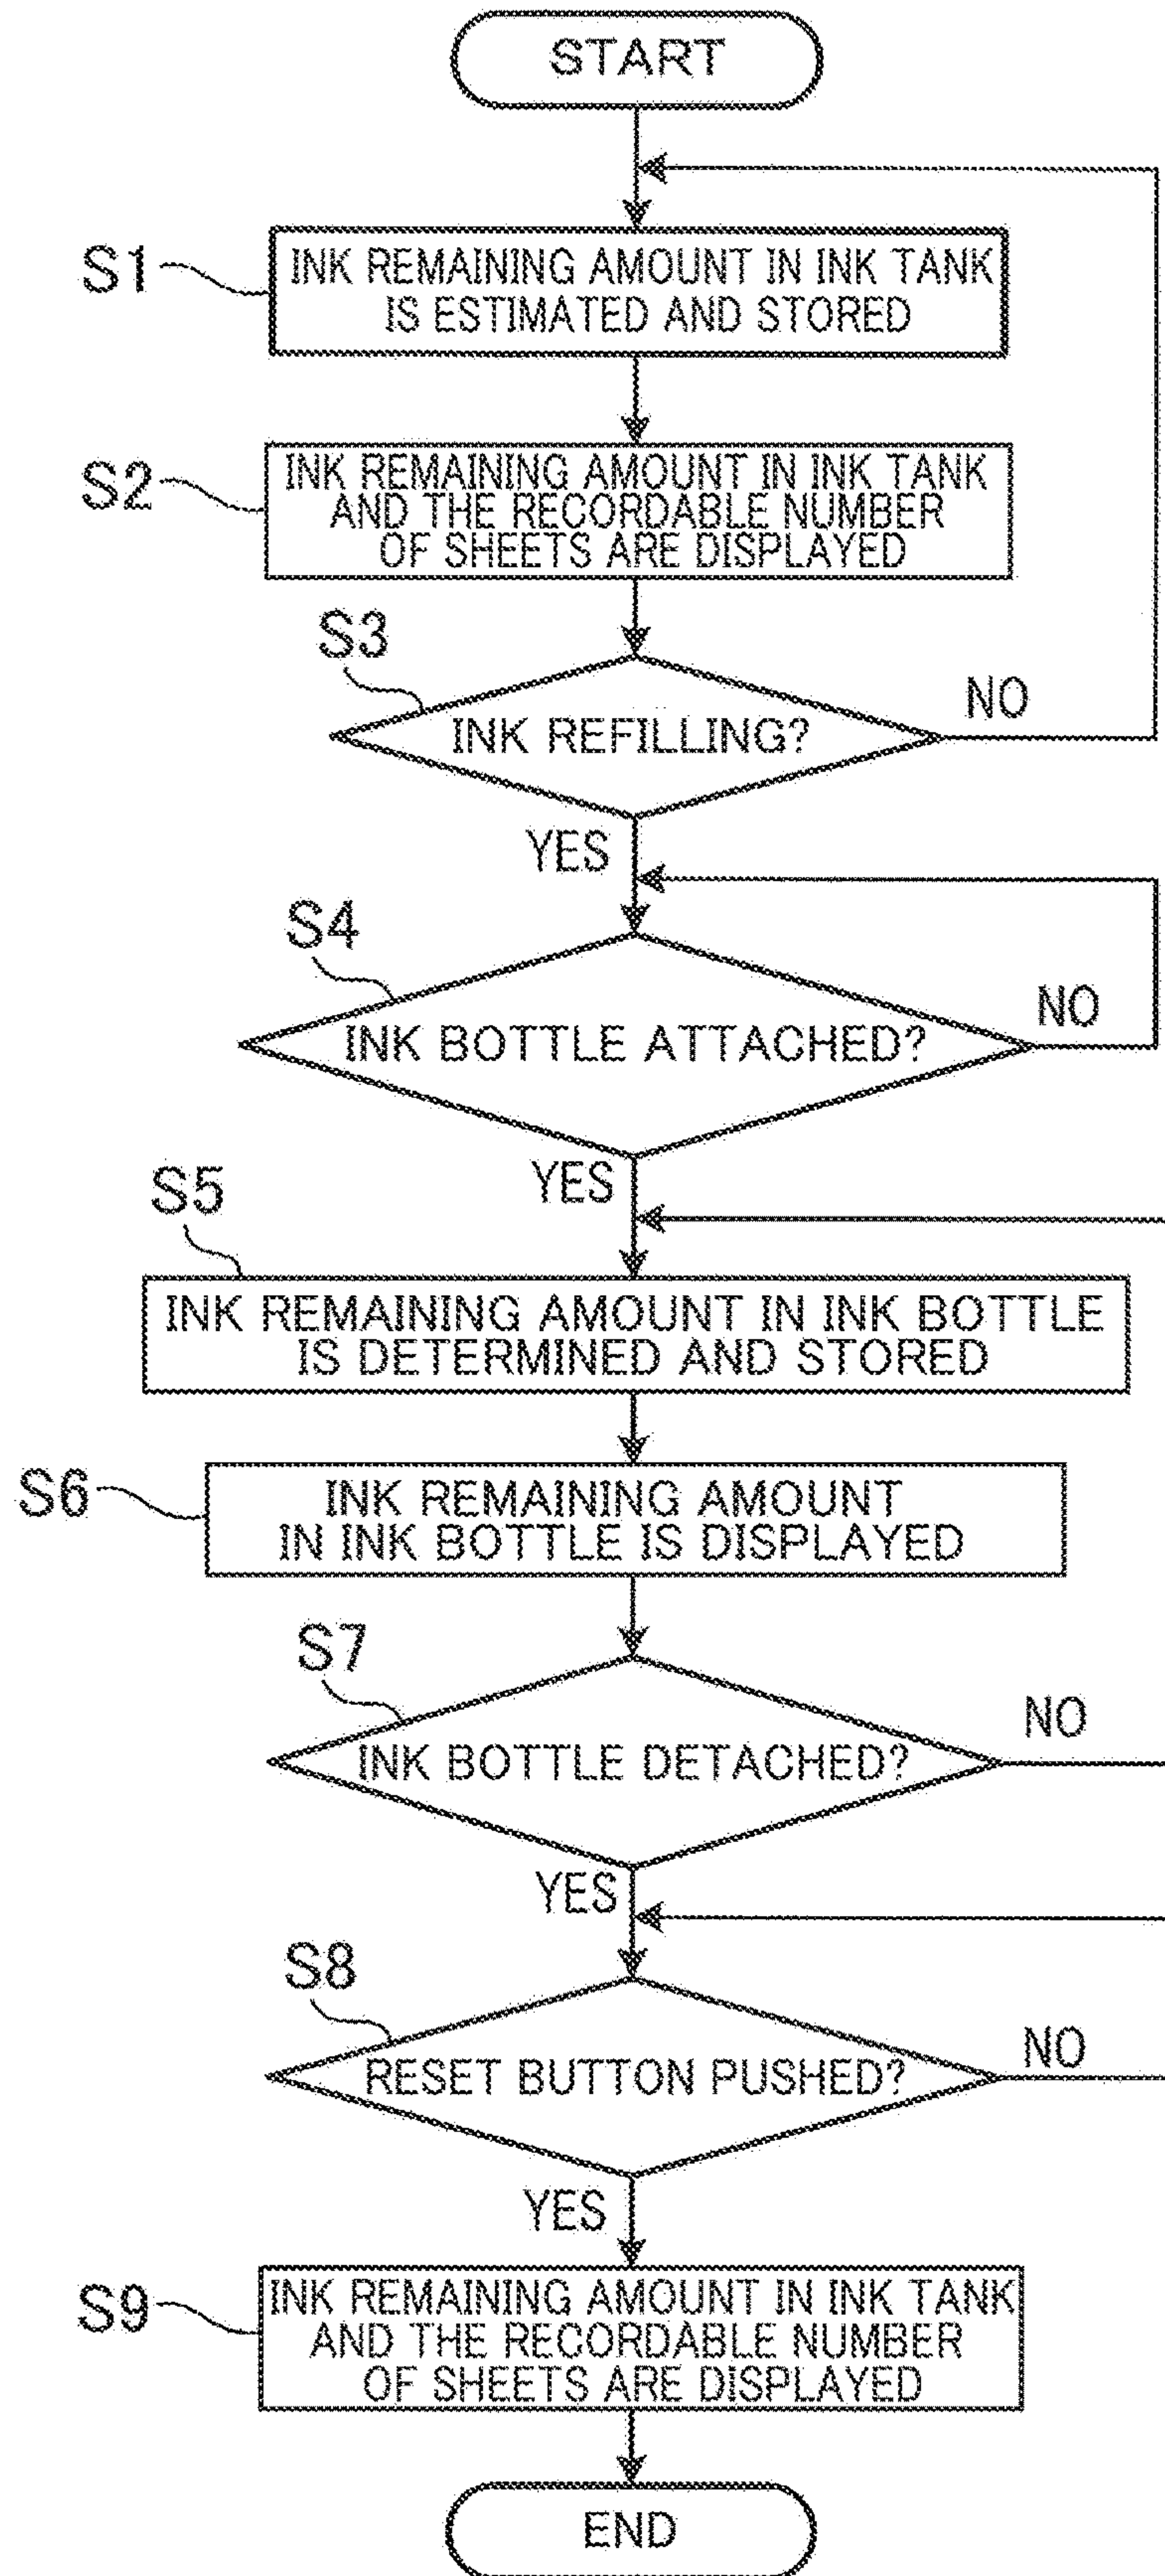 START
S1
INK REMAINING AMOUNT IN INK TANK
IS ESTIMATED AND STORED
S2
INK REMAINING AMOUNT IN INK TANK
AND THE RECORDABLE NUMBER
OF SHEETS ARE DISPLAYED
S3
INK REFILLING?
NO
YES
S4
INK BOTTLE ATTACHED?
NO
YES
S5
INK REMAINING AMOUNT IN INK BOTTLE
IS DETERMINED AND STORED
S6
INK REMAINING AMOUNT
IN INK BOTTLE IS DISPLAYED
S7
INK BOTTLE DETACHED?
NO
YES
S8
RESET BUTTON PUSHED?
NO
YES
S9
INK REMAINING AMOUNT IN INK TANK
AND THE RECORDABLE NUMBER
OF SHEETS ARE DISPLAYED
END